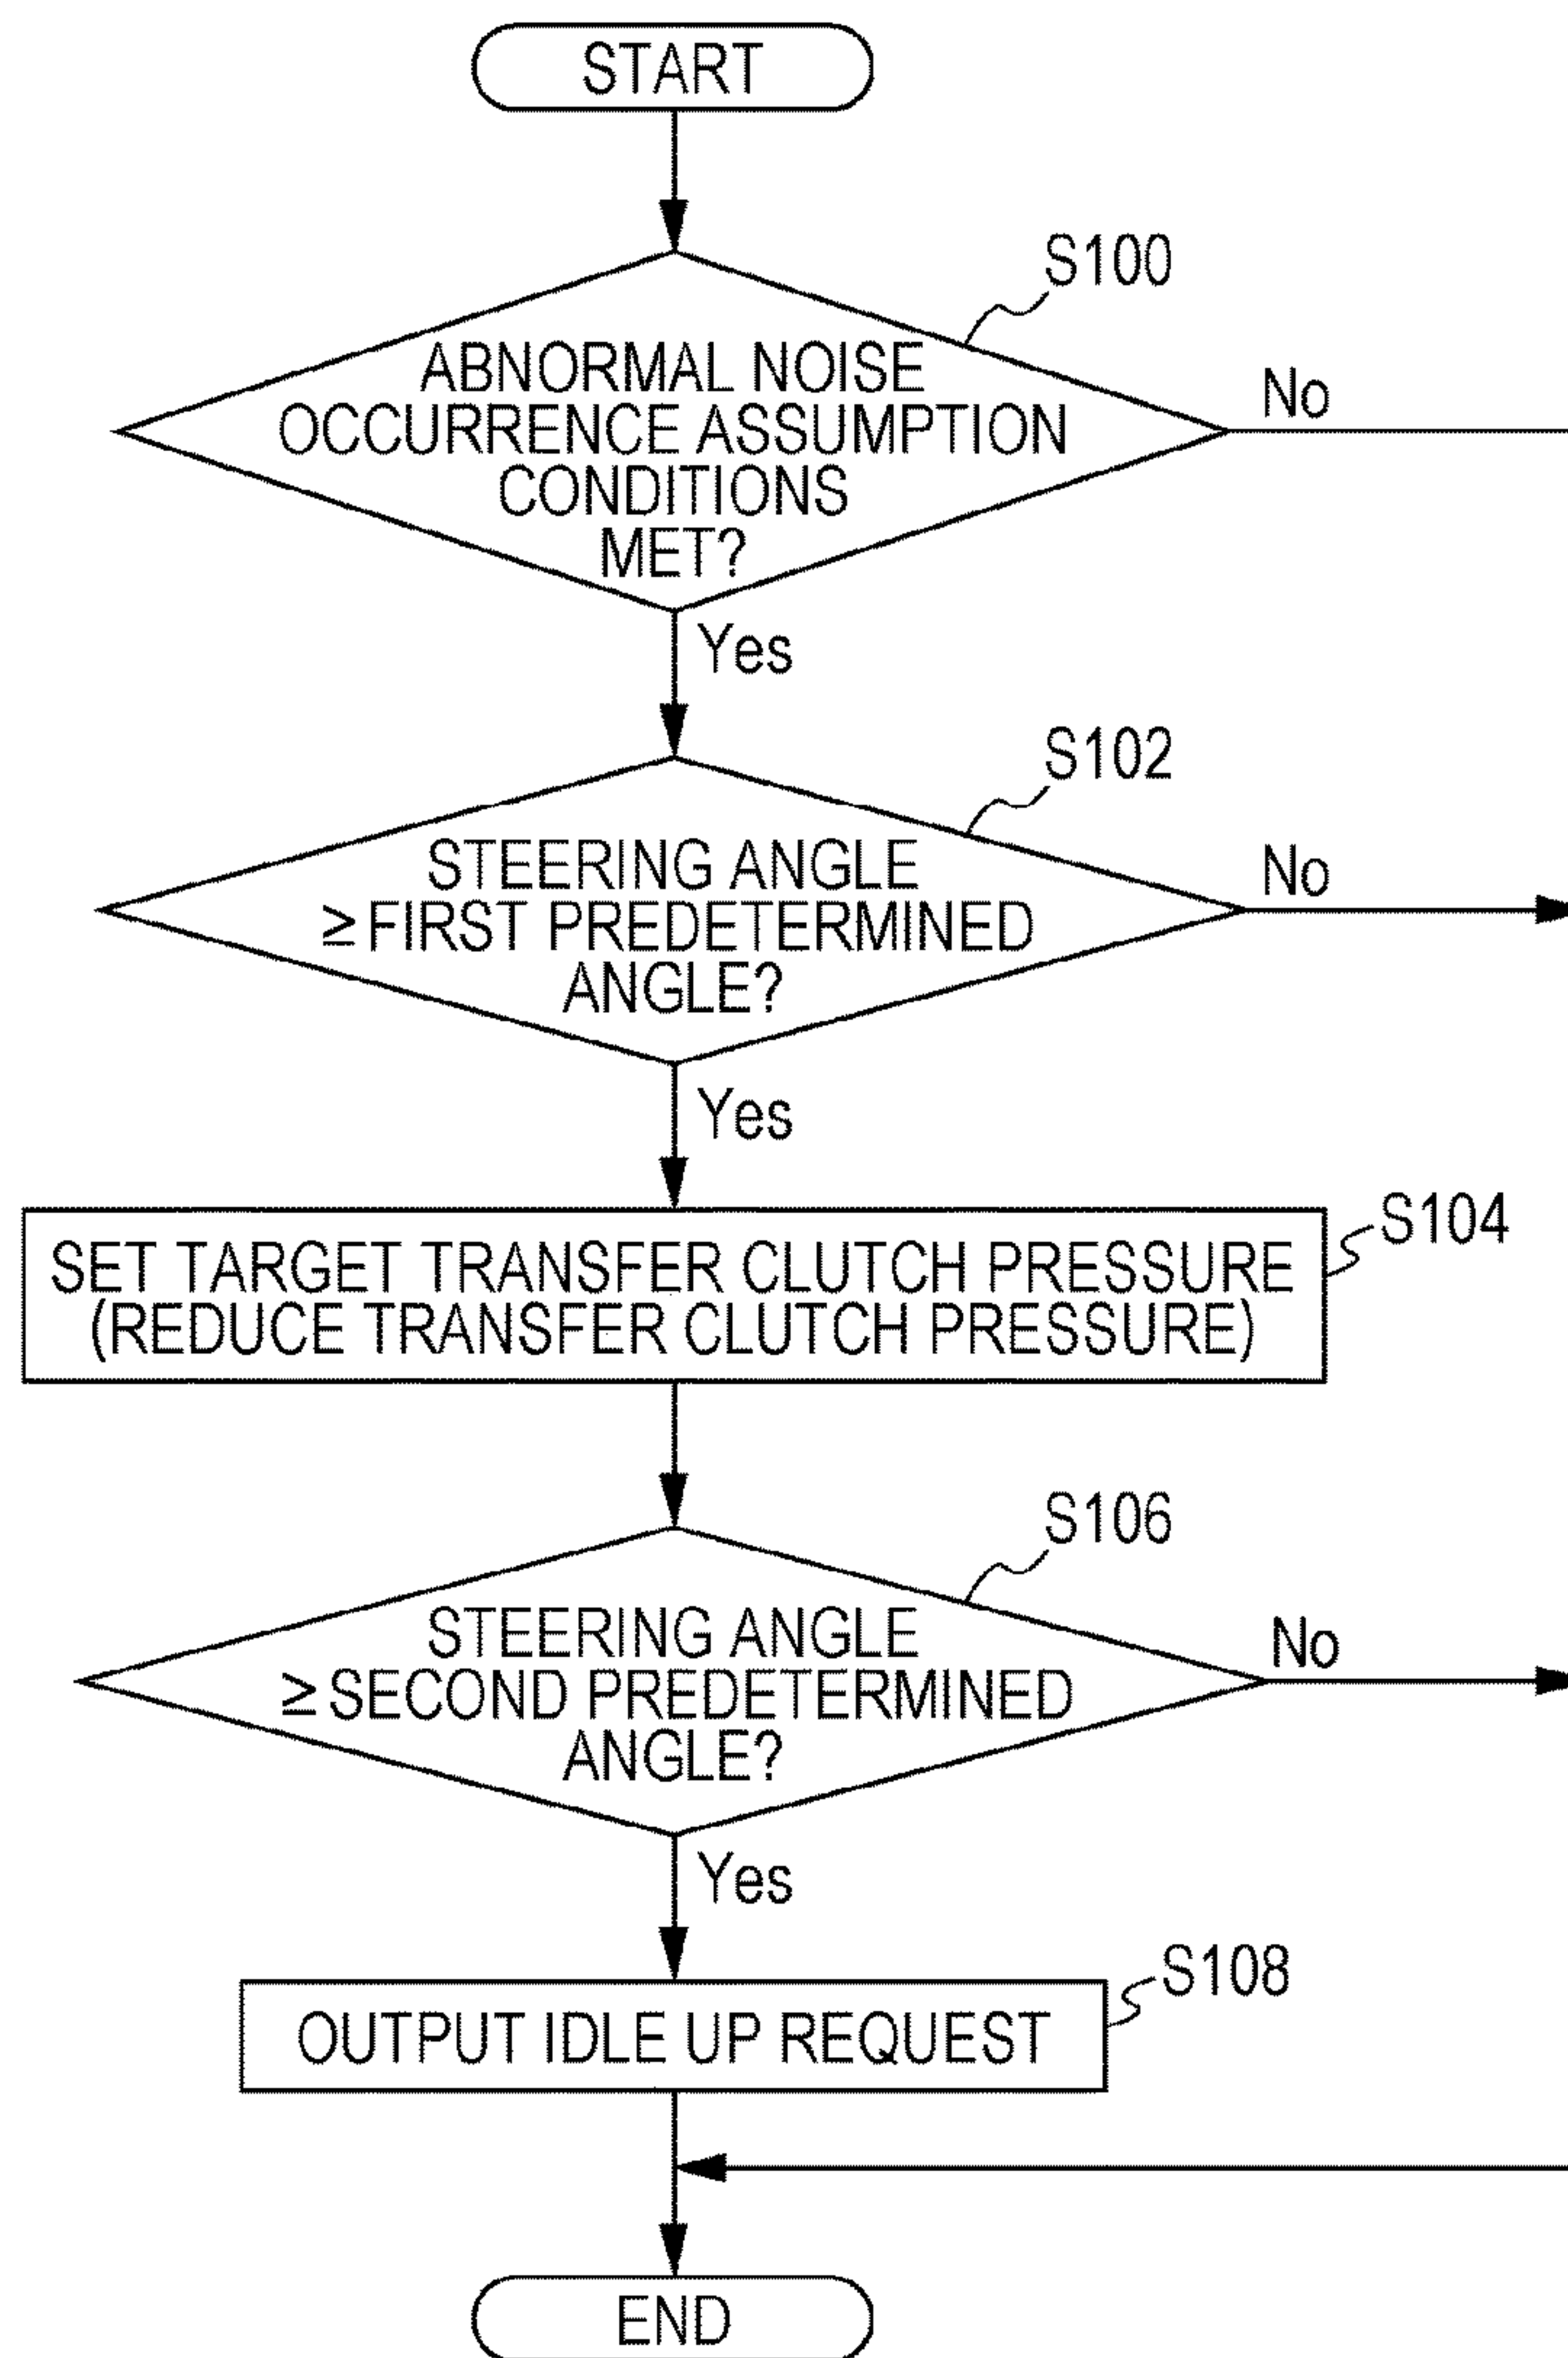 START
S100
ABNORMAL NOISE
OCCURRENCE ASSUMPTION
CONDITIONS
MET?
No
Yes
S102
STEERING ANGLE
≥ FIRST PREDETERMINED
ANGLE?
No
Yes
S104
SET TARGET TRANSFER CLUTCH PRESSURE
(REDUCE TRANSFER CLUTCH PRESSURE)
S106
STEERING ANGLE
≥ SECOND PREDETERMINED
ANGLE?
No
Yes
S108
OUTPUT IDLE UP REQUEST
END